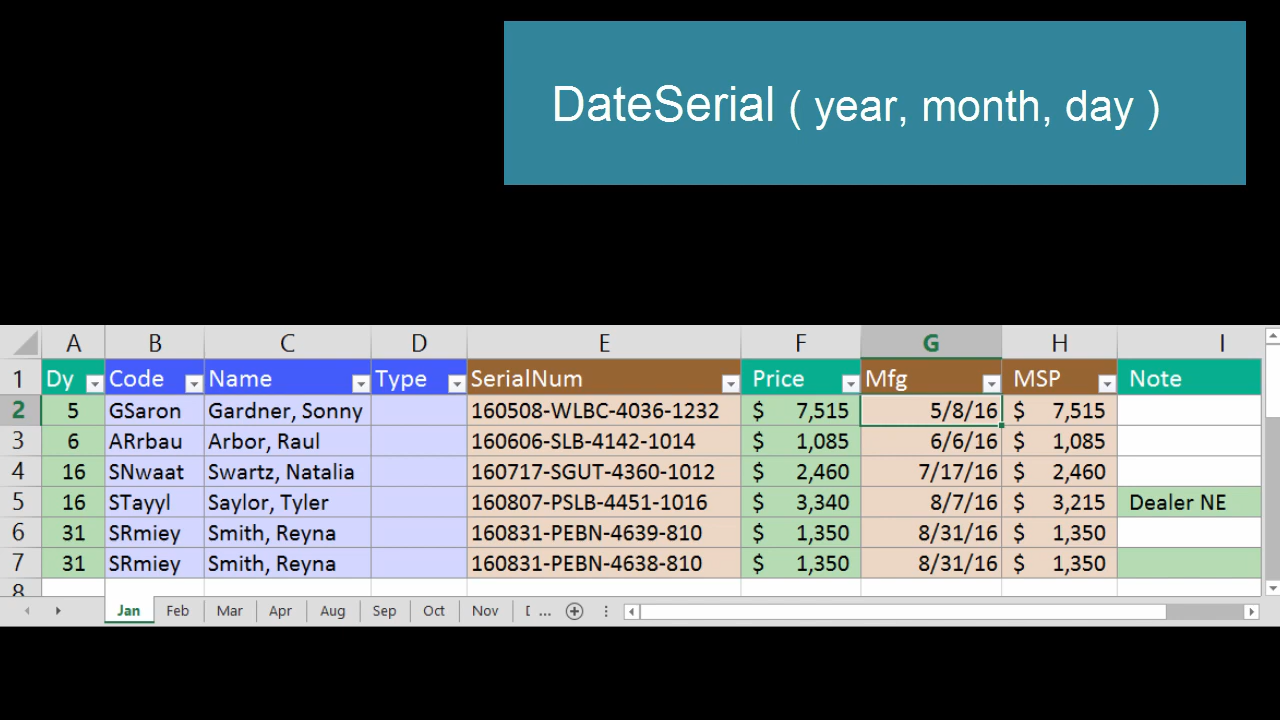 DateSerial ( year, month, day )
A B C D E F G H I
1 Dy Code Name Type SerialNum Price Mfg MSP Note
2 5 GSaron Gardner, Sonny 160508-WLBC-4036-1232 $ 7,515 5/8/16 $ 7,515
3 6 ARrbau Arbor, Raul 160606-SLB-4142-1014 $ 1,085 6/6/16 $ 1,085
4 16 SNwaat Swartz, Natalia 160717-SGUT-4360-1012 $ 2,460 7/17/16 $ 2,460
5 16 STayyl Saylor, Tyler 160807-PSLB-4451-1016 $ 3,340 8/7/16 $ 3,215 Dealer NE
6 31 SRmiey Smith, Reyna 160831-PEBN-4639-810 $ 1,350 8/31/16 $ 1,350
7 31 SRmiey Smith, Reyna 160831-PEBN-4638-810 $ 1,350 8/31/16 $ 1,350
8
Jan Feb Mar Apr Aug Sep Oct Nov ...